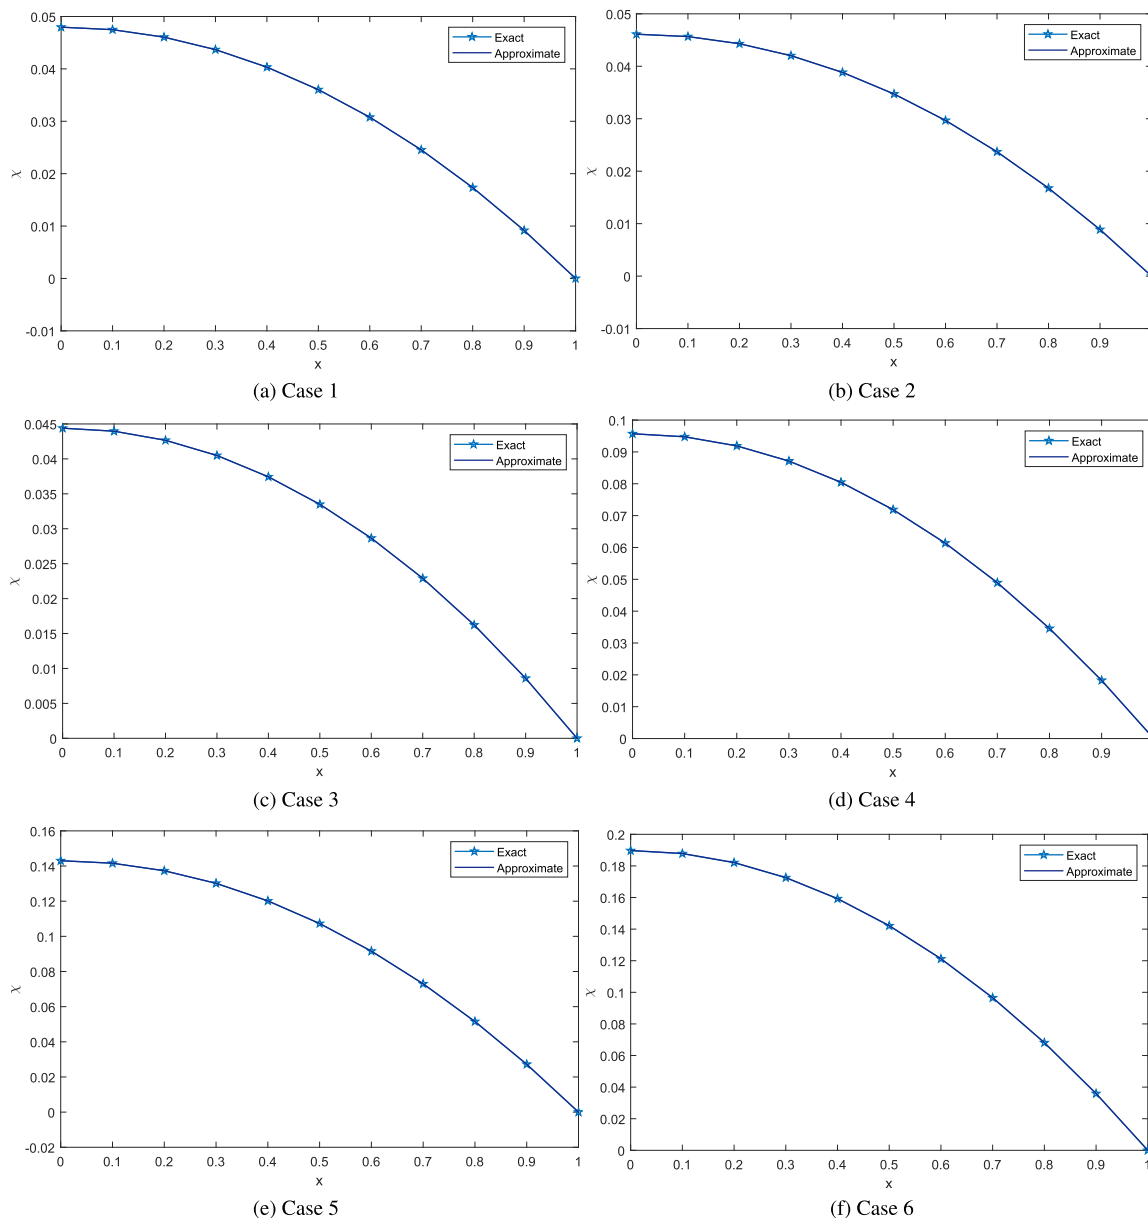 0.05
0.04
0.03
0.02
0.01
0
-0.01
χ
0 0.1 0.2 0.3 0.4 0.5 0.6 0.7 0.8 0.9 1
x
Exact
Approximate
(a) Case 1
0.05
0.04
0.03
0.02
0.01
0
-0.01
χ
0 0.1 0.2 0.3 0.4 0.5 0.6 0.7 0.8 0.9
x
Exact
Approximate
(b) Case 2
0.045
0.04
0.035
0.03
0.025
0.02
0.015
0.01
0.005
0
χ
0 0.1 0.2 0.3 0.4 0.5 0.6 0.7 0.8 0.9 1
x
Exact
Approximate
(c) Case 3
0.1
0.09
0.08
0.07
0.06
0.05
0.04
0.03
0.02
0.01
0
χ
0 0.1 0.2 0.3 0.4 0.5 0.6 0.7 0.8 0.9
x
Exact
Approximate
(d) Case 4
0.16
0.14
0.12
0.1
0.08
0.06
0.04
0.02
0
-0.02
χ
0 0.1 0.2 0.3 0.4 0.5 0.6 0.7 0.8 0.9 1
x
Exact
Approximate
(e) Case 5
0.2
0.18
0.16
0.14
0.12
0.1
0.08
0.06
0.04
0.02
0
χ
0 0.1 0.2 0.3 0.4 0.5 0.6 0.7 0.8 0.9 1
x
Exact
Approximate
(f) Case 6